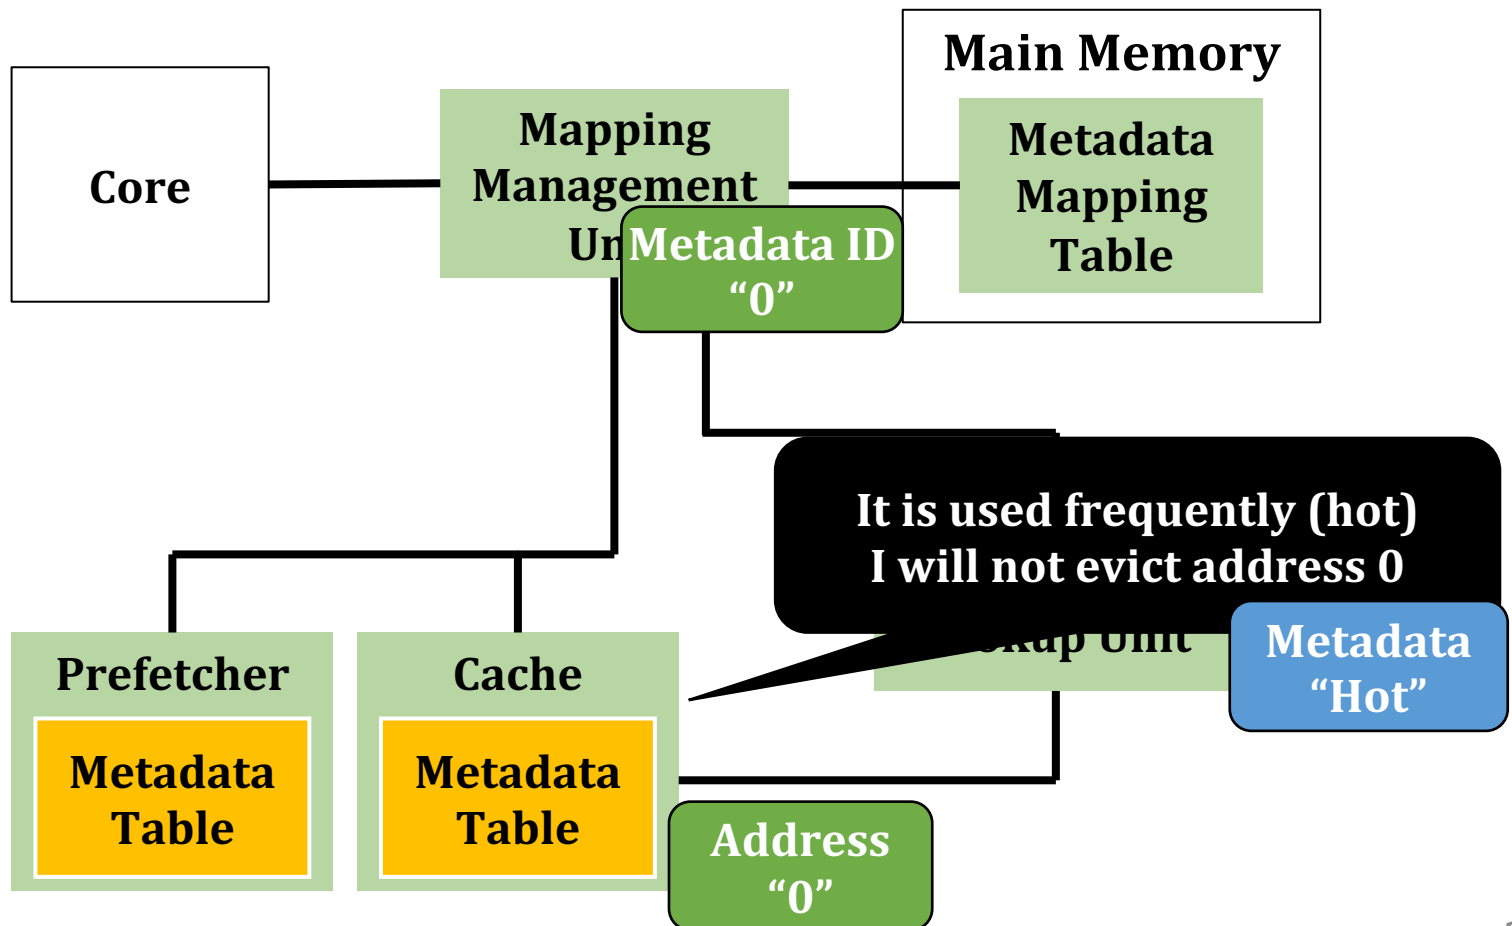 Main Memory
Core
Mapping
Management
Metadata
Mapping
Table
Metadata ID
“0”
It is used frequently (hot)
I will not evict address 0
Unit
Metadata
“Hot”
Prefetcher
Metadata
Table
Cache
Metadata
Table
Address
“0”